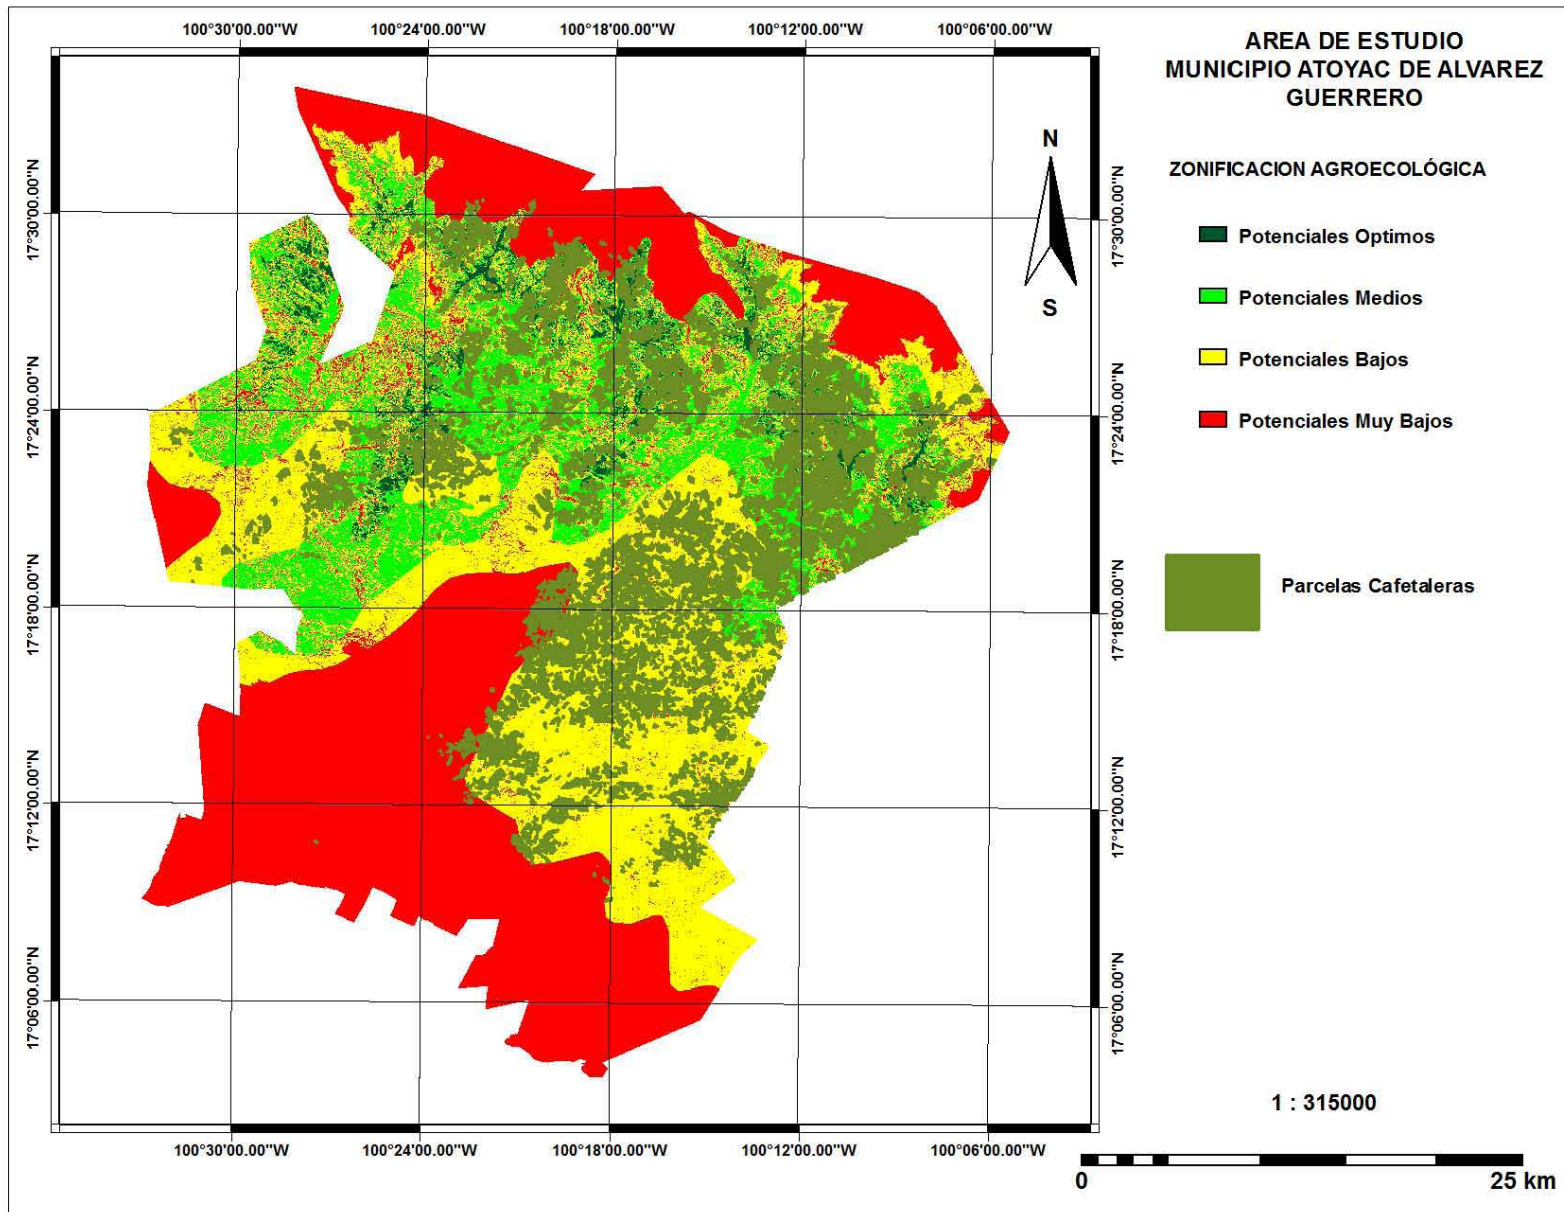 100°30'00.00"W 100°24'00.00"W 100°18'00.00"W 100°12'00.00"W 100°06'00.00"W
AREA DE ESTUDIO
MUNICIPIO ATOYAC DE ALVAREZ
GUERRERO
N
S
ZONIFICACION AGROECOLÓGICA
Potenciales Optimos
Potenciales Medios
Potenciales Bajos
Potenciales Muy Bajos
Parcelas Cafetaleras
17°30'00.00"N
17°24'00.00"N
17°18'00.00"N
17°12'00.00"N
17°06'00.00"N
17°30'00.00"N
17°24'00.00"N
17°18'00.00"N
17°12'00.00"N
17°06'00.00"N
100°30'00.00"W 100°24'00.00"W 100°18'00.00"W 100°12'00.00"W 100°06'00.00"W
1 : 315000
0 25 km